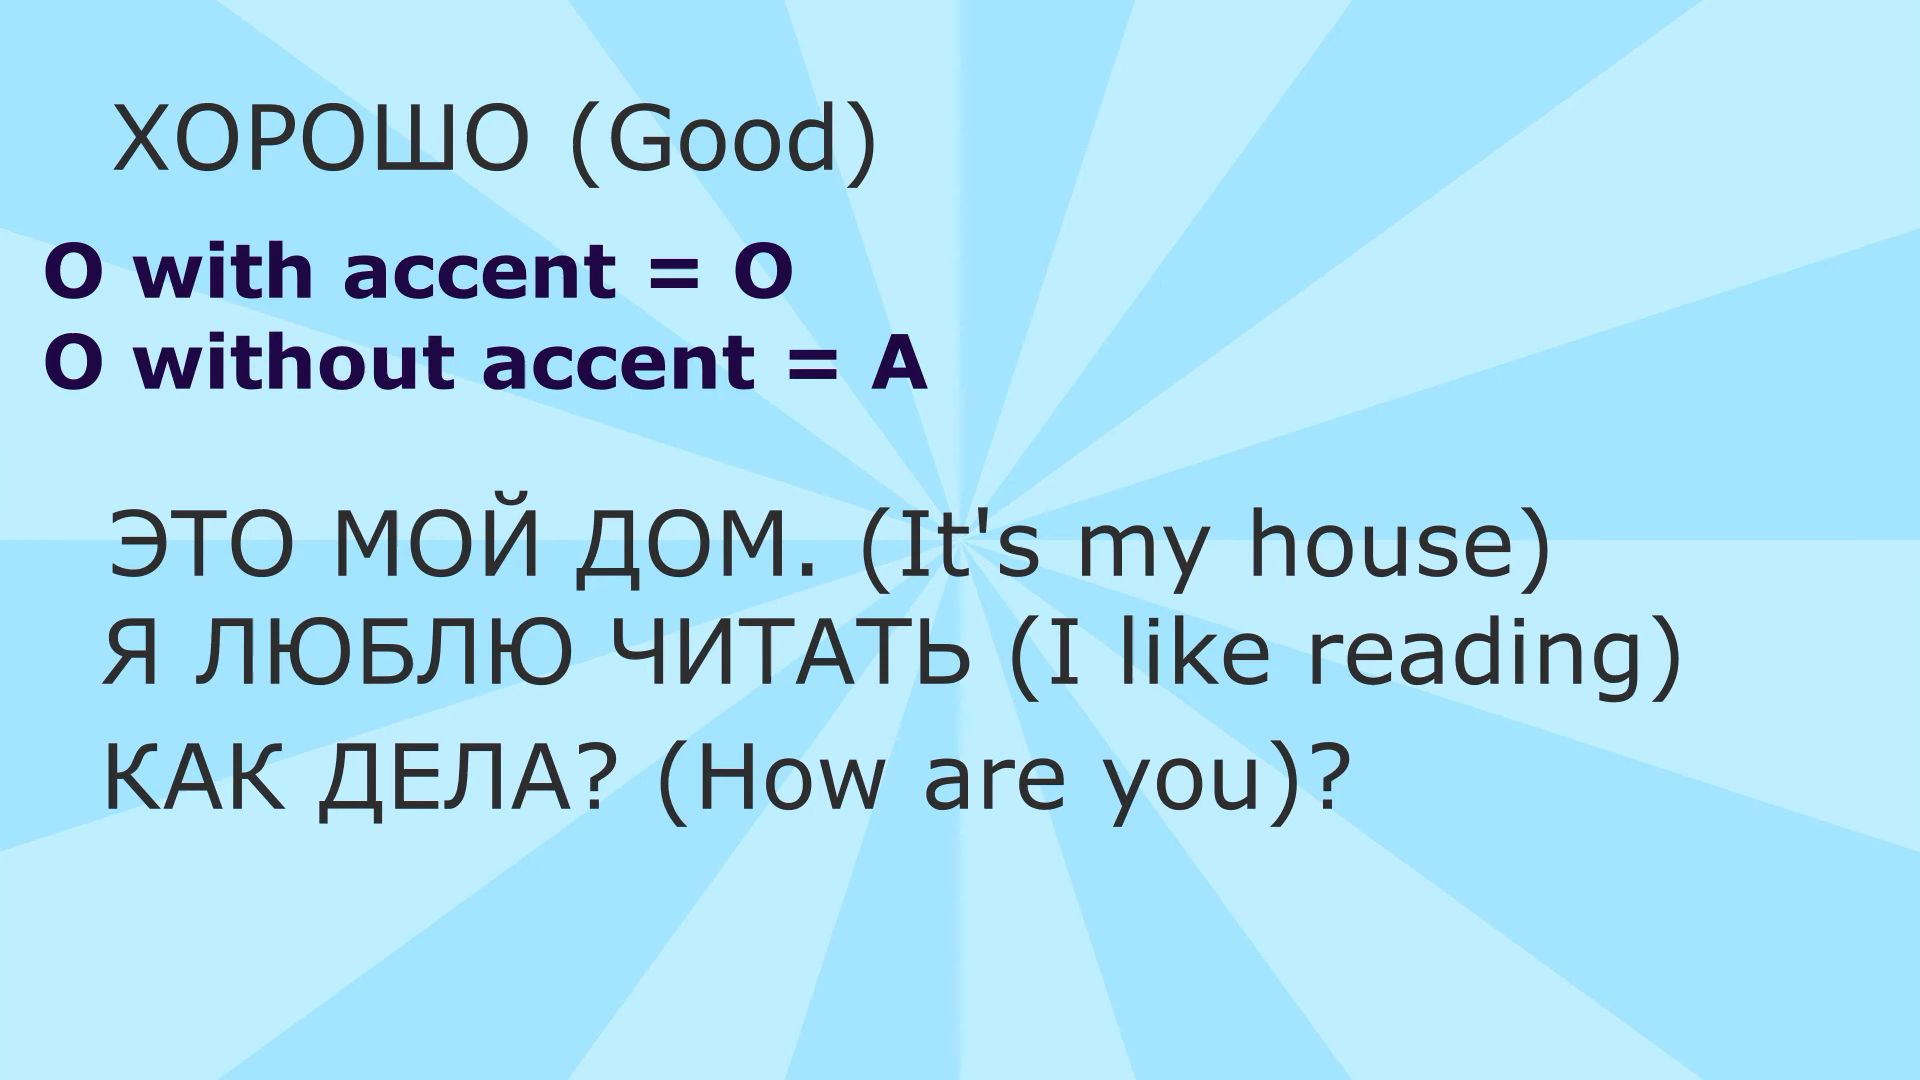 ХОРОШО (Good)
O with accent = O
O without accent = A
ЭТО МОЙ ДОМ. (It's my house)
Я ЛЮБЛЮ ЧИТАТЬ (I like reading)
КАК ДЕЛА? (How are you)?